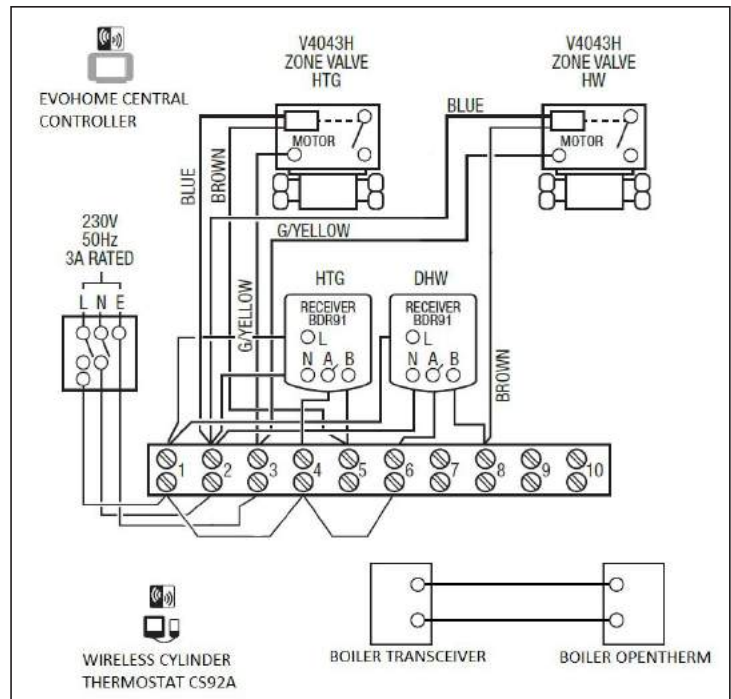 V4043H
ZONE VALVE
HTG
V4043H
ZONE VALVE
HW
EVOHOME CENTRAL
CONTROLLER
BLUE
MOTOR
MOTOR
BLUE
BROWN
G/YELLOW
230V
50Hz
3A RATED
L N E
G/YELLOW
HTG
DHW
RECEIVER
BDR91
L
N A B
RECEIVER
BDR91
L
N A B
BROWN
1 2 3 4 5 6 7 8 9 10
WIRELESS CYLINDER
THERMOSTAT CS92A
BOILER TRANSCEIVER
BOILER OPENTHERM